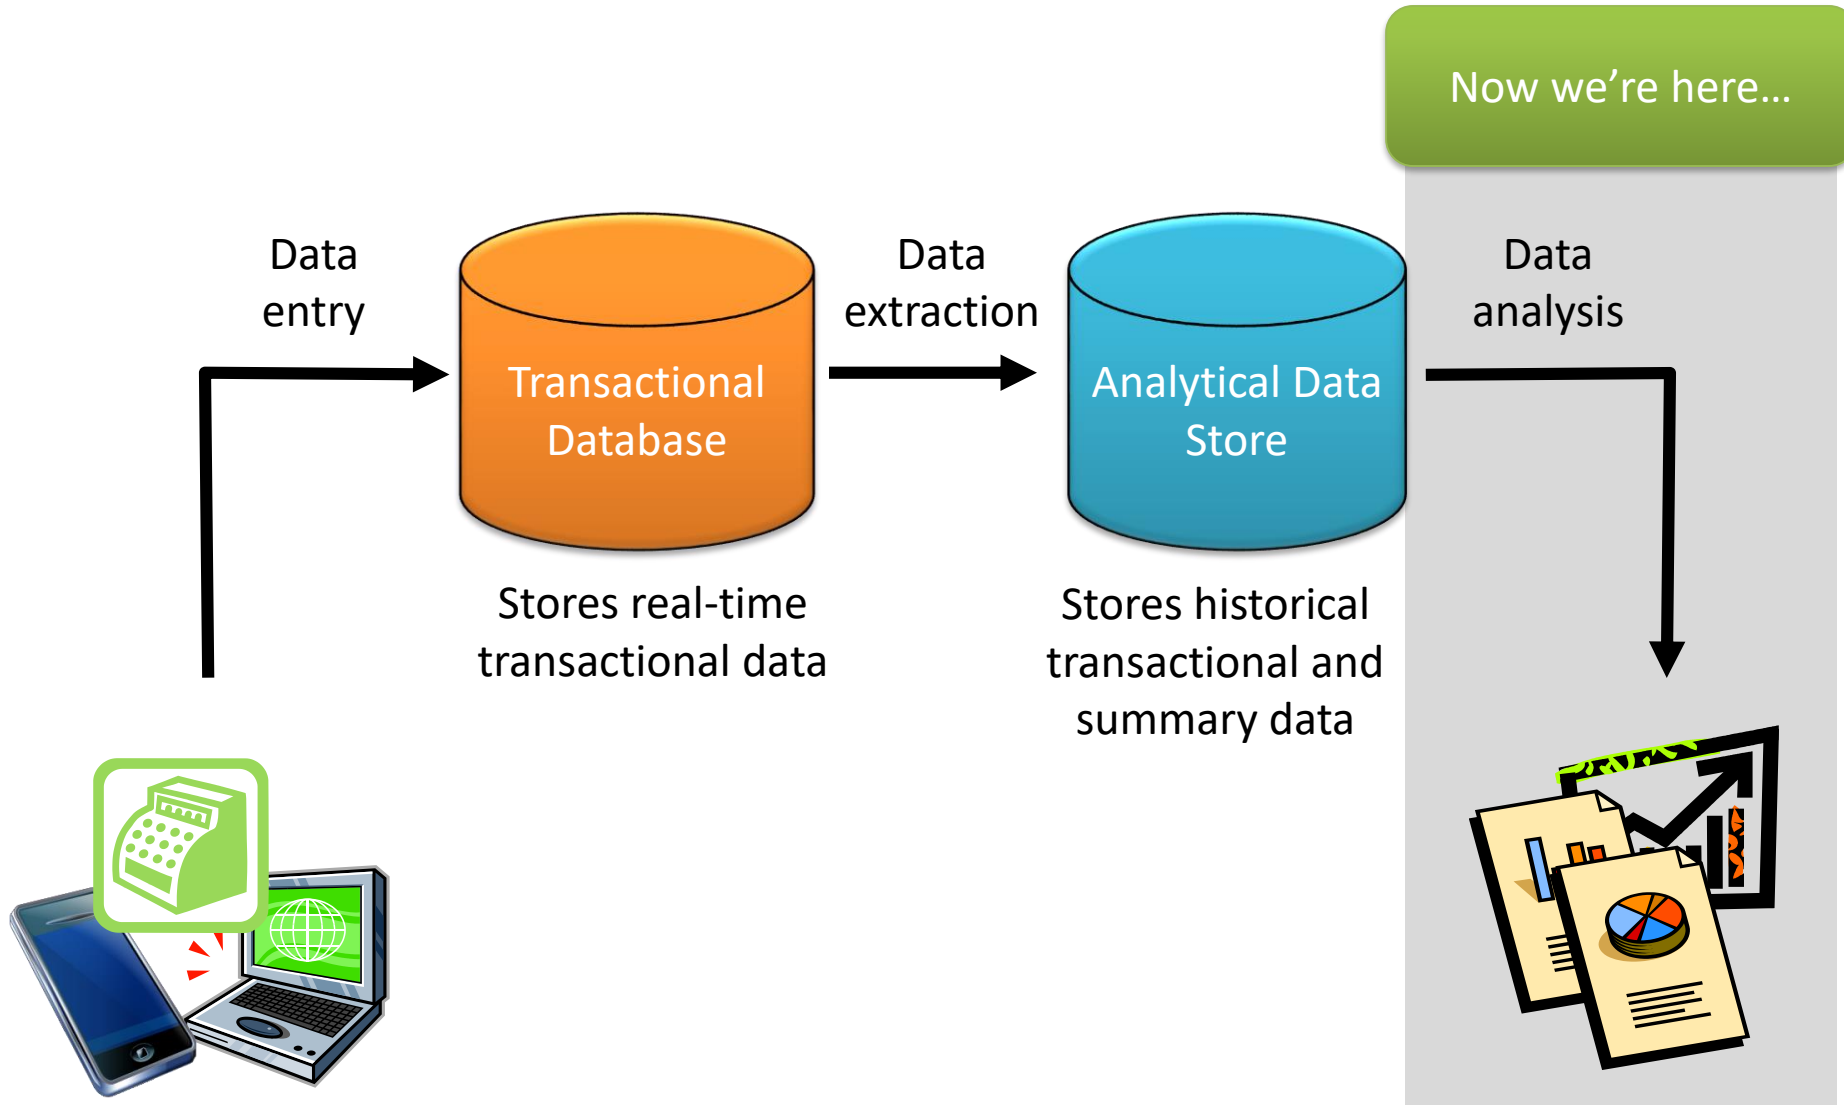 Now we’re here…
Data
entry
Transactional
Database
Stores real-time
transactional data
Data
extraction
Analytical Data
Store
Stores historical
transactional and
summary data
Data
analysis